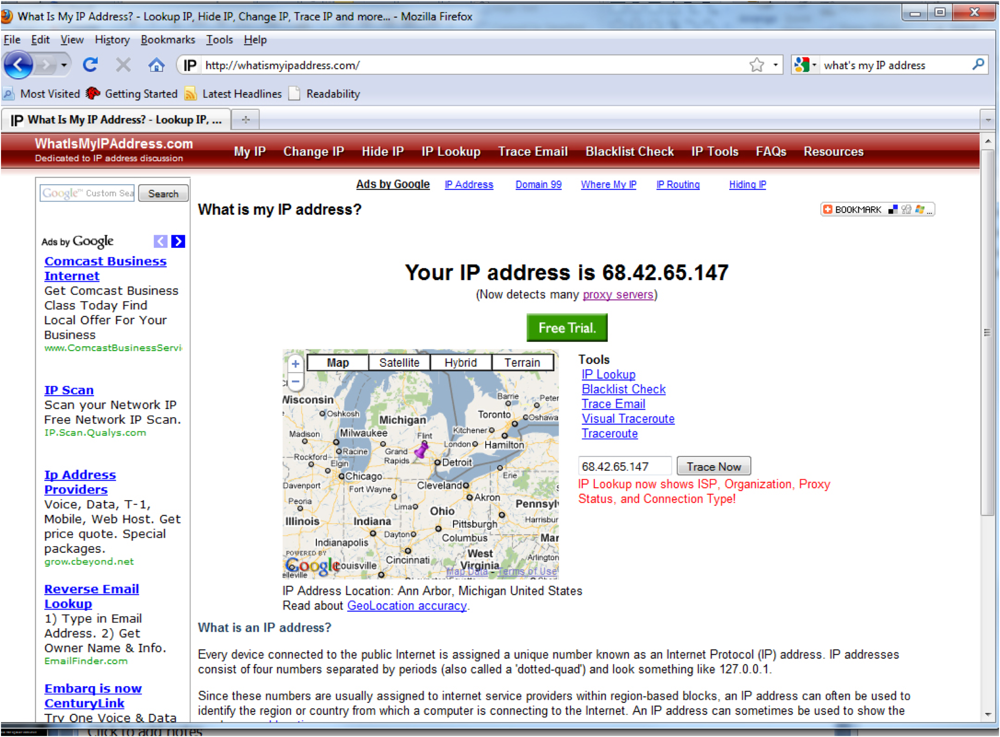 What Is My IP Address? - Lookup IP, Hide IP, Change IP, Trace IP and more... - Mozilla Firefox
File Edit View History Bookmarks Tools Help
IP http://whatismyipaddress.com/
what's my IP address
Most Visited Getting Started Latest Headlines Readability
IP What Is My IP Address? - Lookup IP, ...
WhatIsMyIPAddress.com
Dedicated to IP address discussion
My IP Change IP Hide IP IP Lookup Trace Email Blacklist Check IP Tools FAQs Resources
Google™ Custom Sea Search
Ads by Google
Comcast Business
Internet
Get Comcast Business
Class Today Find
Local Offer For Your
Business
www.ComcastBusinessServi
IP Scan
Scan your Network IP
Free Network IP Scan.
IP.Scan.Qualys.com
Ip Address
Providers
Voice, Data, T-1,
Mobile, Web Host. Get
price quote. Special
packages.
grow.cbeyond.net
Reverse Email
Lookup
1) Type in Email
Address. 2) Get
Owner Name & Info.
EmailFinder.com
Embarq is now
CenturyLink
Try One Voice & Data
Ads by Google IP Address Domain 99 Where My IP IP Routing Hiding IP
What is my IP address?
BOOKMARK ...
Your IP address is 68.42.65.147
(Now detects many proxy servers)
Free Trial.
Map Satellite Hybrid Terrain
Wisconsin
Barrie
Peter
Oshkosh
Michigan
Toronto
Oshawa
Madison
Milwaukee
Flint
Kitchener
Racine
Grand
Rapids
London
Hamilton
Rockford
Elgin
Detroit
Chicago
Erie
Davenport
Fort Wayne
Cleveland
Peoria
Lima
Akron
Pennsyl
Illinois
Indiana
Ohio
Pittsburgh
Harrisbur
Dayton
Columbus
Mar
Indianapolis
POWERED BY
Google
Cincinnati
West
Virginia
Arlington
Louisville
elleville
Map Data - Terms of Use
Tools
IP Lookup
Blacklist Check
Trace Email
Visual Traceroute
Traceroute
68.42.65.147 Trace Now
IP Lookup now shows ISP, Organization, Proxy
Status, and Connection Type!
IP Address Location: Ann Arbor, Michigan United States
Read about GeoLocation accuracy.
What is an IP address?
Every device connected to the public Internet is assigned a unique number known as an Internet Protocol (IP) address. IP addresses
consist of four numbers separated by periods (also called a 'dotted-quad') and look something like 127.0.0.1.
Since these numbers are usually assigned to internet service providers within region-based blocks, an IP address can often be used to
identify the region or country from which a computer is connecting to the Internet. An IP address can sometimes be used to show the
Click to add notes